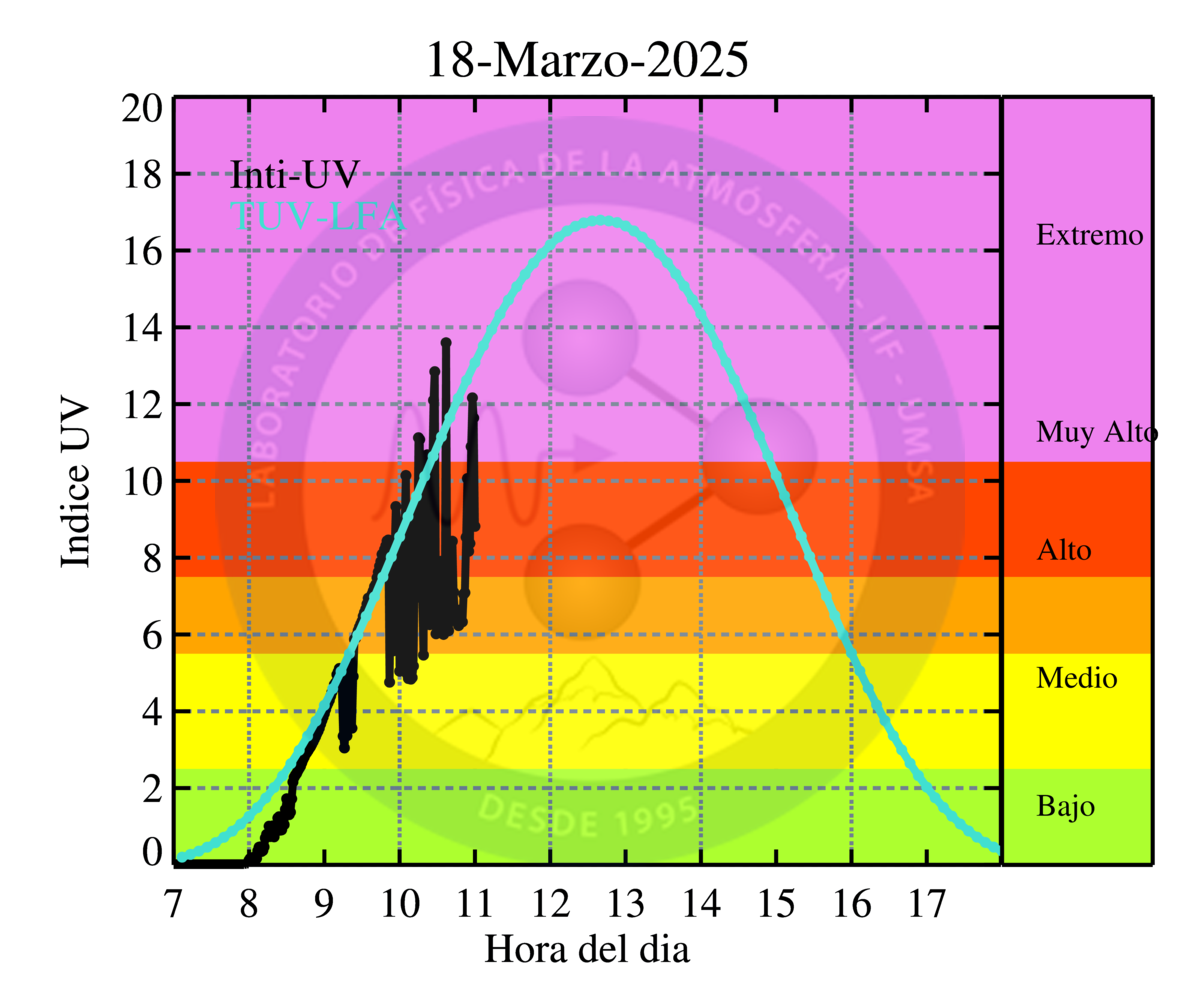 18-Marzo-2025
20
18
16
14
12
10
8
6
4
2
0
Indice UV
Inti-UV
TUV-LFA
LABORATORIO DE FÍSICA DE LA ATMÓSFERA - IIF - UMSA
DESDE 1995
Extremo
Muy Alto
Alto
Medio
Bajo
7 8 9 10 11 12 13 14 15 16 17
Hora del dia